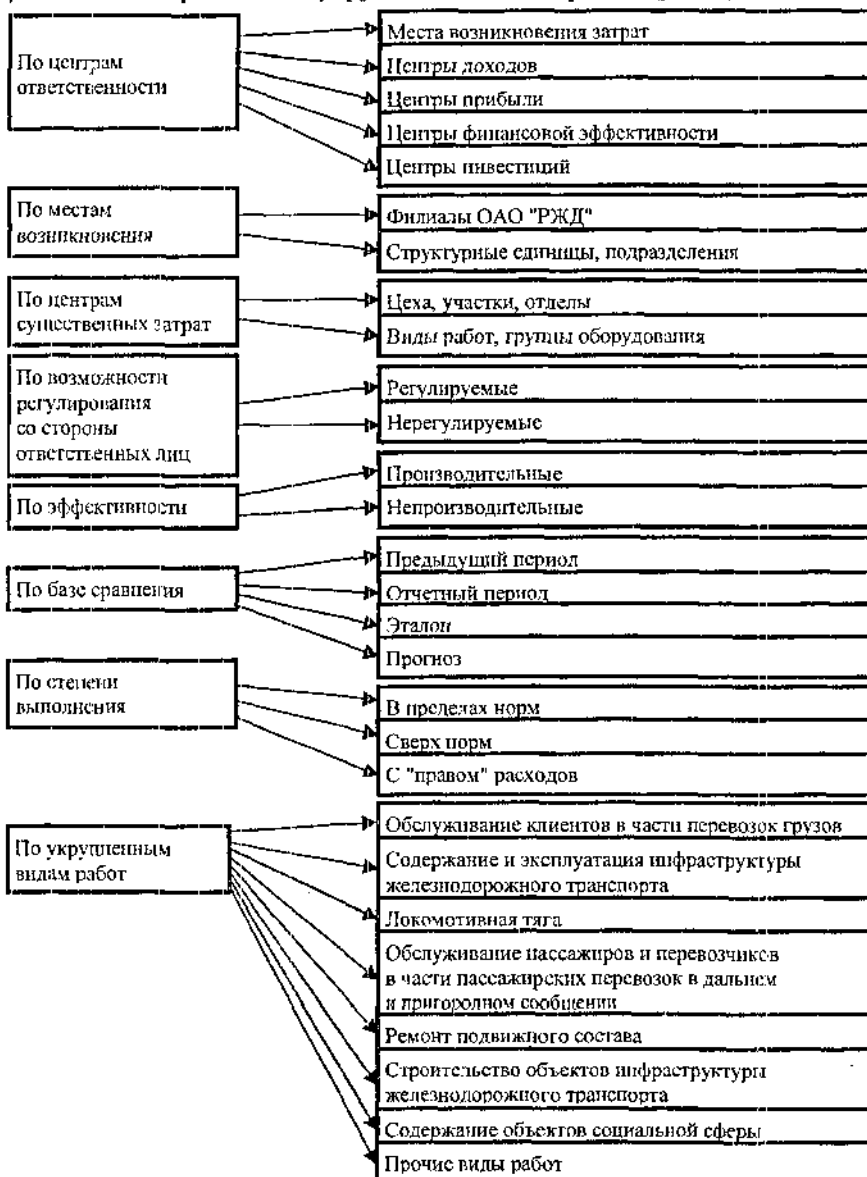 По центрам
ответственности
Места возникновения затрат
Центры доходов
Центры прибыли
Центры финансовой эффективности
Центры инвестиций
По местам
возникновения
Филиалы ОАО "РЖД"
Структурные единицы, подразделения
По центрам
существенных затрат
Цеха, участки, отделы
Виды работ, группы оборудования
По возможности
регулирования
со стороны
ответственных лиц
Регулируемые
Нерегулируемые
По эффективности
Производительные
Непроизводительные
По базе сравнения
Предыдущий период
Отчетный период
Эталон
Прогноз
По степени
выполнения
В пределах норм
Сверх норм
С "правом" расходов
По укрупненным
видам работ
Обслуживание клиентов в части перевозок грузов
Содержание и эксплуатация инфраструктуры
железнодорожного транспорта
Локомотивная тяга
Обслуживание пассажиров и перевозчиков
в части пассажирских перевозок в дальнем
и пригородном сообщении
Ремонт подвижного состава
Строительство объектов инфраструктуры
железнодорожного транспорта
Содержание объектов социальной сферы
Прочие виды работ